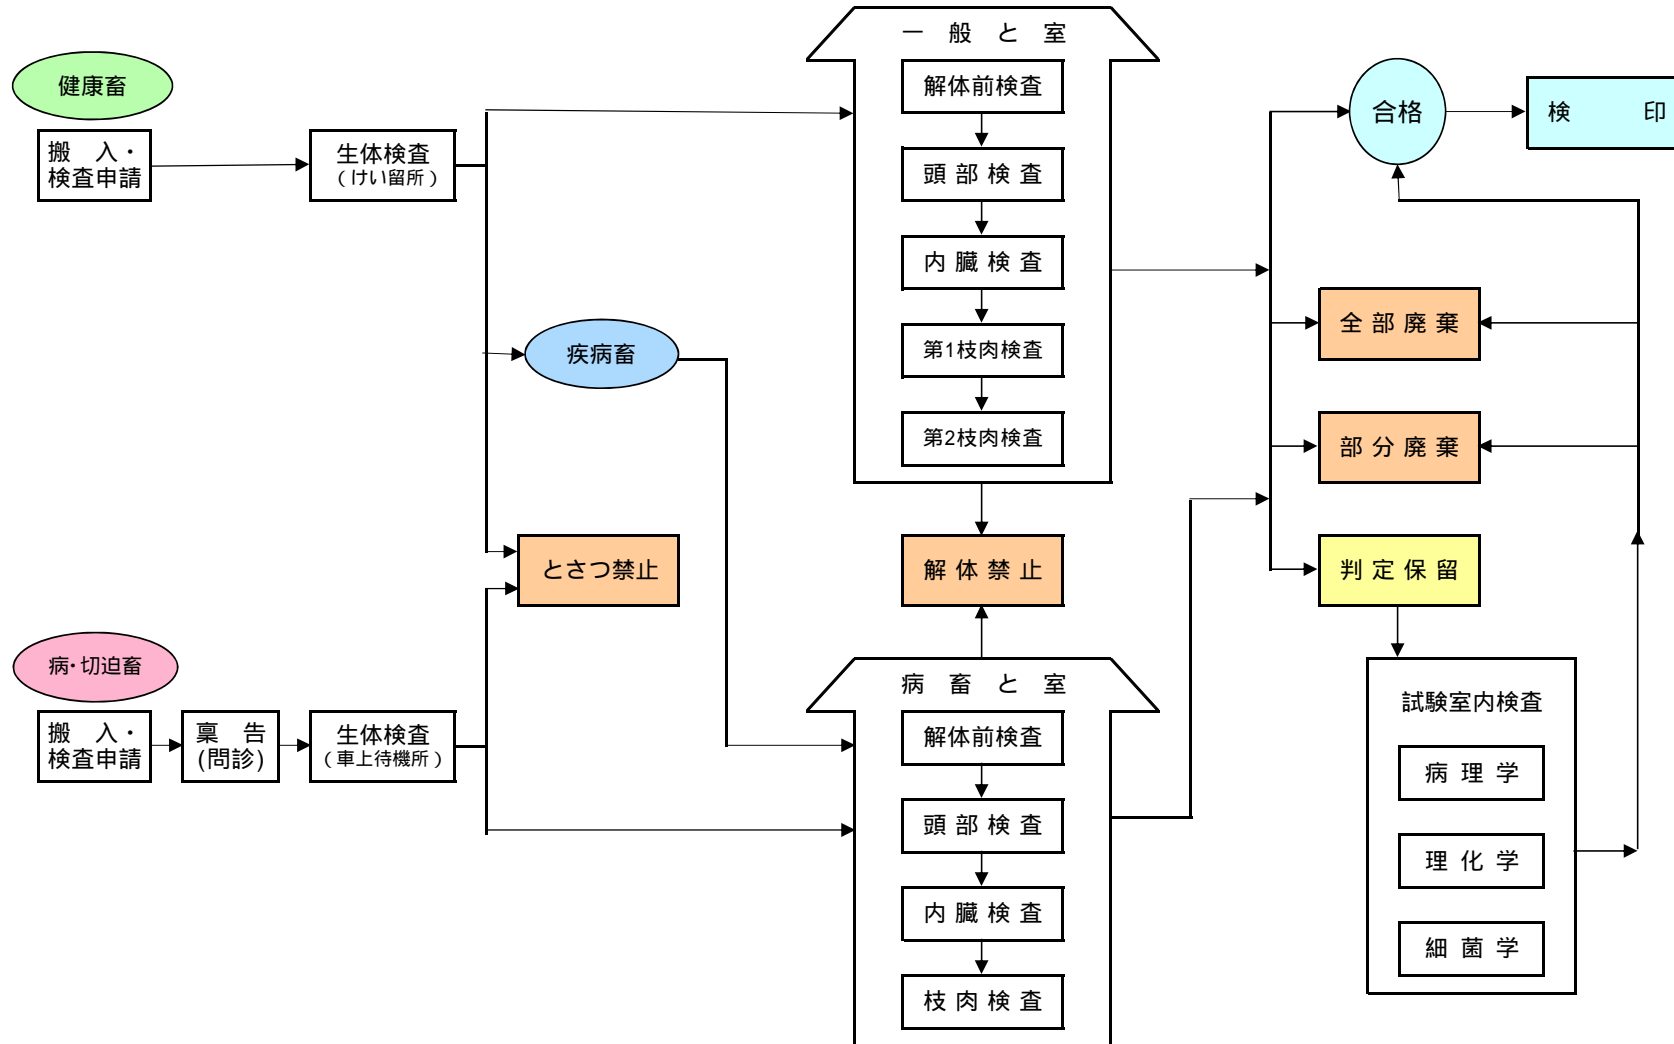 健康畜
搬 入・
検査申請
生体検査
（けい留所）
疾病畜
とさつ禁止
病・切迫畜
搬 入・
検査申請
稟 告
(問診)
生体検査
（車上待機所）
一 般 と 室
解体前検査
頭部検査
内臓検査
第1枝肉検査
第2枝肉検査
解体禁止
病 畜 と 室
解体前検査
頭部検査
内臓検査
枝肉検査
合格
検 印
全部廃棄
部分廃棄
判定保留
試験室内検査
病理学
理化学
細菌学